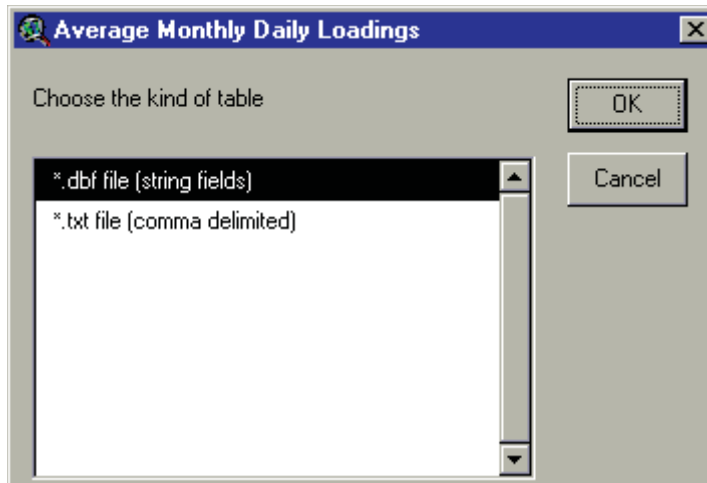 Average Monthly Daily Loadings
Choose the kind of table
OK
*.dbf file (string fields)
Cancel
*.txt file (comma delimited)